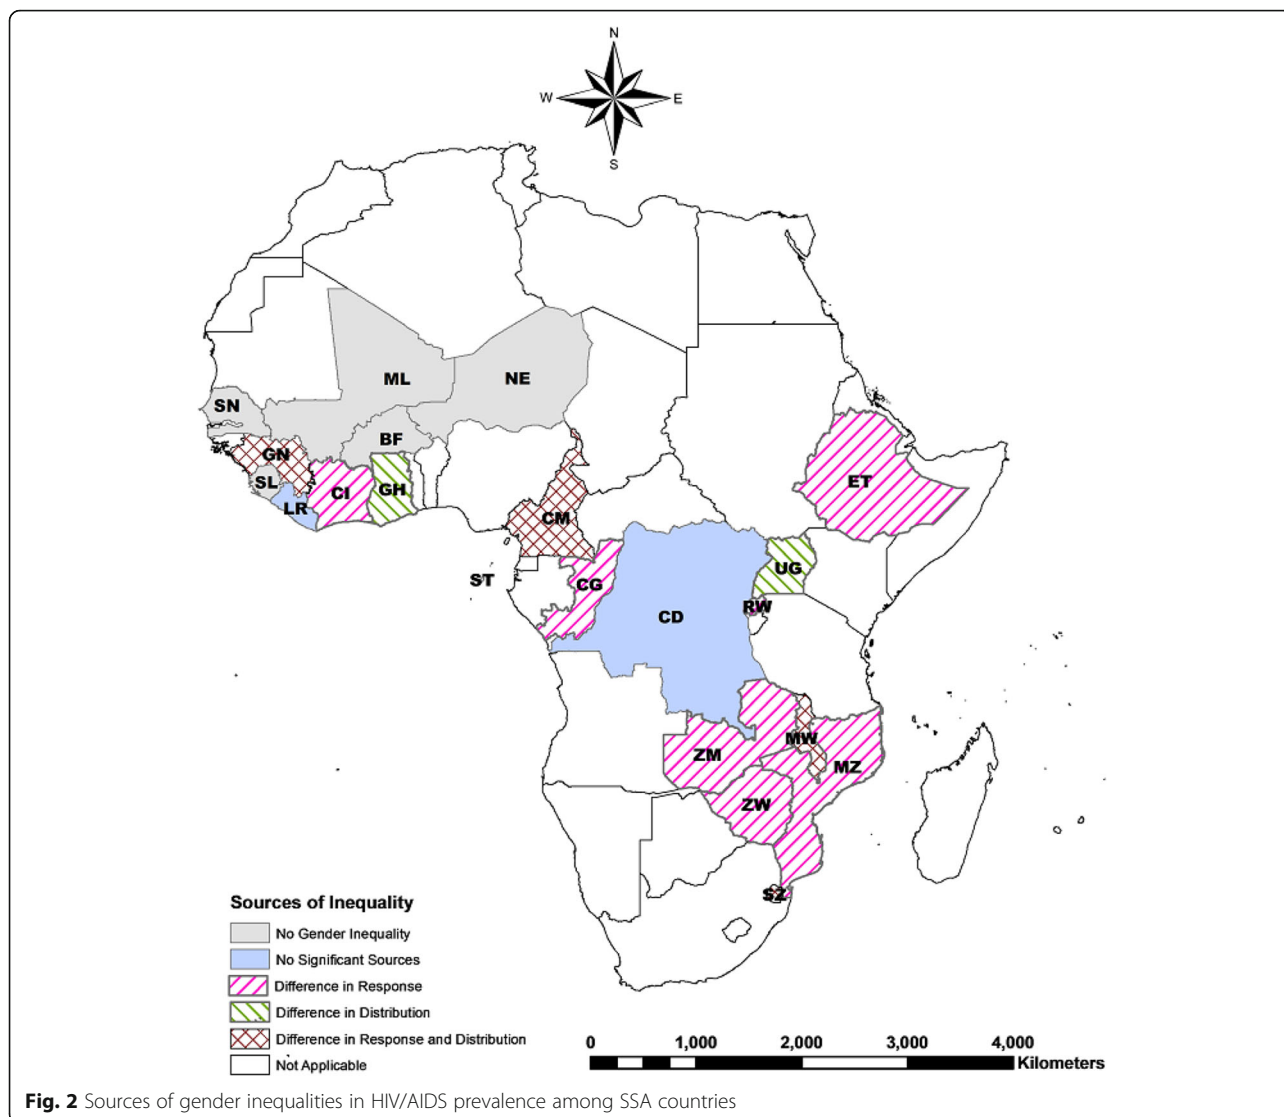 N
W E
S
ML
NE
SN
BF
GN
SL
CI
GH
LR
CM
ET
ST
CG
UG
RW
CD
MW
ZM
MZ
ZW
SZ
Sources of Inequality
No Gender Inequality
No Significant Sources
Difference in Response
Difference in Distribution
Difference in Response and Distribution
Not Applicable
0 1,000 2,000 3,000 4,000
Kilometers
Fig. 2 Sources of gender inequalities in HIV/AIDS prevalence among SSA countries